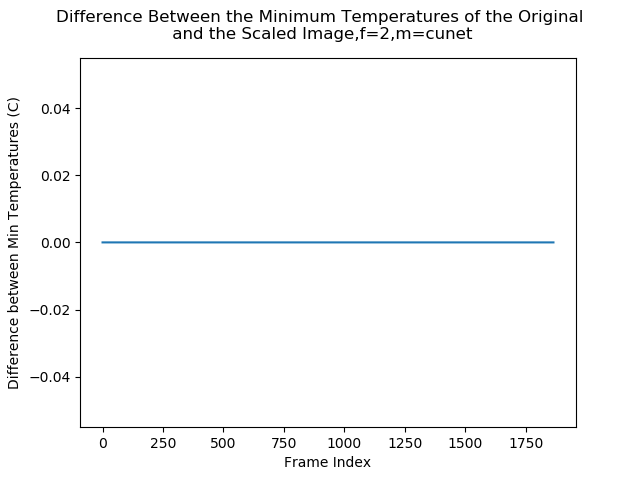 Difference Between the Minimum Temperatures of the Original
and the Scaled Image,f=2,m=cunet
Difference between Min Temperatures (C)
0.04
0.02
0.00
−0.02
−0.04
0 250 500 750 1000 1250 1500 1750
Frame Index